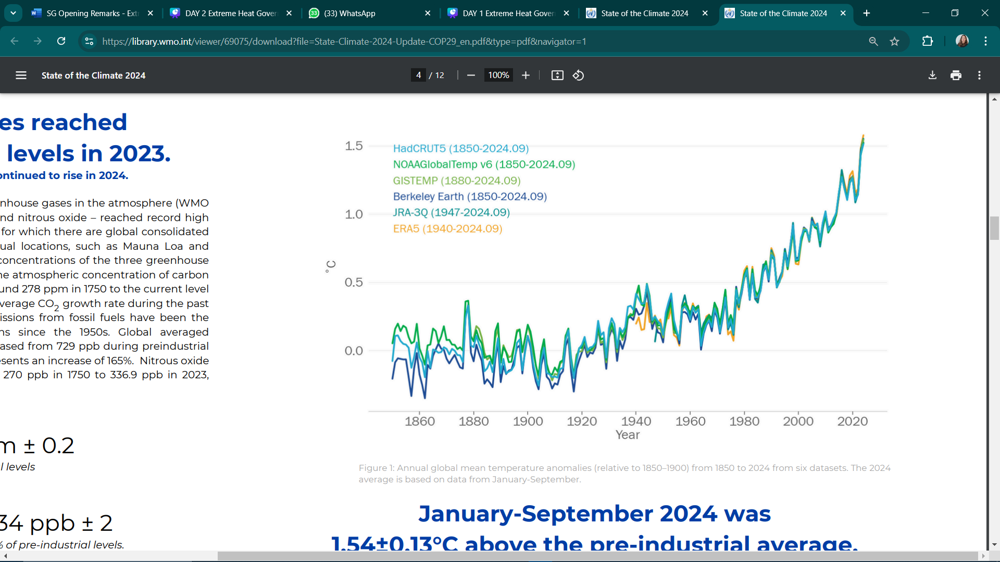 SG Opening Remarks - Ext
DAY 2 Extreme Heat Gover
(33) WhatsApp
DAY 1 Extreme Heat Gover
State of the Climate 2024
State of the Climate 2024
https://library.wmo.int/viewer/69075/download?file=State-Climate-2024-Update-COP29_en.pdf&type=pdf&navigator=1
State of the Climate 2024
4 / 12
100%
es reached
levels in 2023.
ontinued to rise in 2024.
nhouse gases in the atmosphere (WMO
nd nitrous oxide – reached record high
for which there are global consolidated
ual locations, such as Mauna Loa and
concentrations of the three greenhouse
ne atmospheric concentration of carbon
und 278 ppm in 1750 to the current level
verage CO2 growth rate during the past
issions from fossil fuels have been the
ns since the 1950s. Global averaged
ased from 729 ppb during preindustrial
esents an increase of 165%. Nitrous oxide
270 ppb in 1750 to 336.9 ppb in 2023,
m ± 0.2
l levels
34 ppb ± 2
% of pre-industrial levels.
1.5
1.0
0.5
0.0
°C
HadCRUT5 (1850-2024.09)
NOAAGlobalTemp v6 (1850-2024.09)
GISTEMP (1880-2024.09)
Berkeley Earth (1850-2024.09)
JRA-3Q (1947-2024.09)
ERA5 (1940-2024.09)
1860 1880 1900 1920 1940 1960 1980 2000 2020
Year
Figure 1: Annual global mean temperature anomalies (relative to 1850–1900) from 1850 to 2024 from six datasets. The 2024
average is based on data from January-September.
January-September 2024 was
1.54±0.13°C above the pre-industrial average.